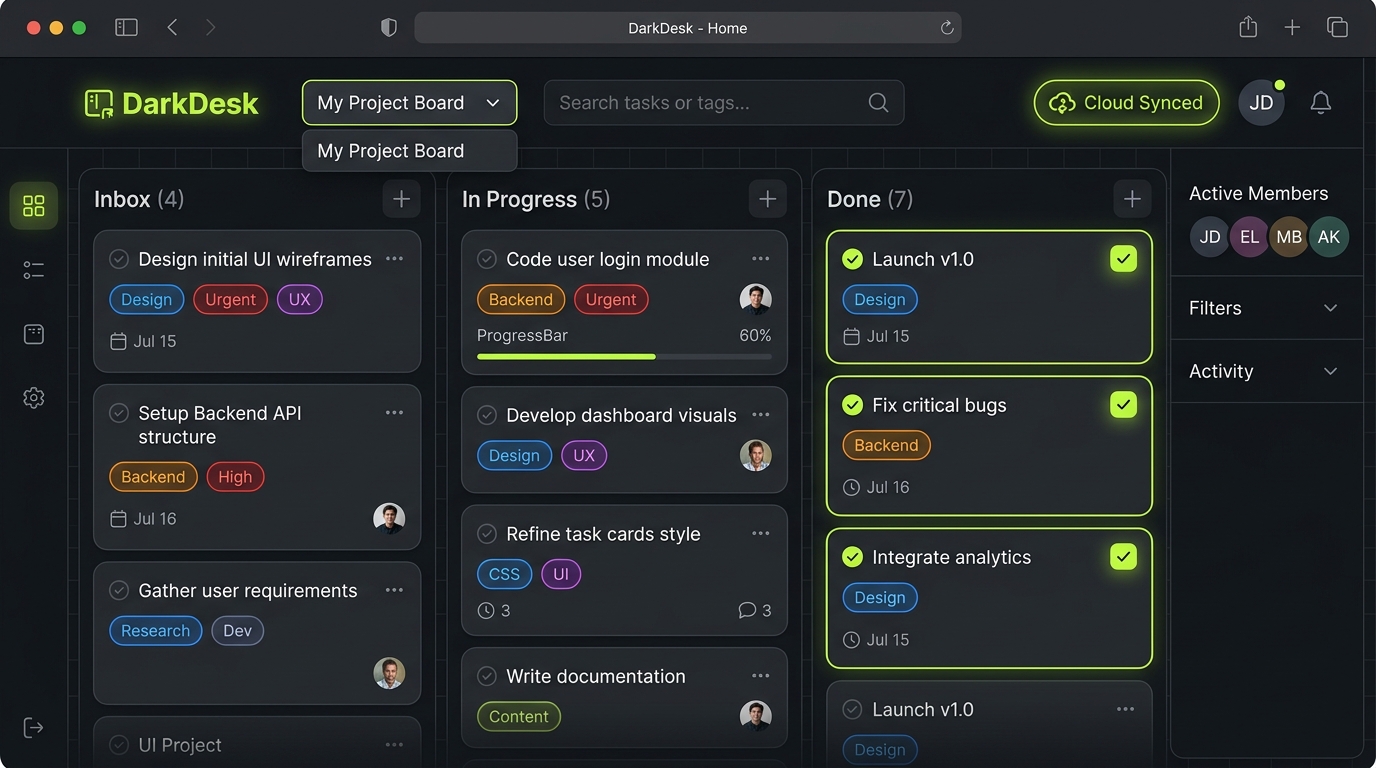 DarkDesk - Home
DarkDesk
My Project Board
Search tasks or tags...
Cloud Synced
JD
My Project Board
Inbox (4)
Design initial UI wireframes
Design
Urgent
UX
Jul 15
Setup Backend API
structure
Backend
High
Jul 16
Gather user requirements
Research
Dev
UI Project
In Progress (5)
Code user login module
Backend
Urgent
ProgressBar
60%
Develop dashboard visuals
Design
UX
Refine task cards style
CSS
UI
3
3
Write documentation
Content
Done (7)
Launch v1.0
Design
Jul 15
Fix critical bugs
Backend
Jul 16
Integrate analytics
Design
Jul 15
Launch v1.0
Design
Active Members
JD
EL
MB
AK
Filters
Activity